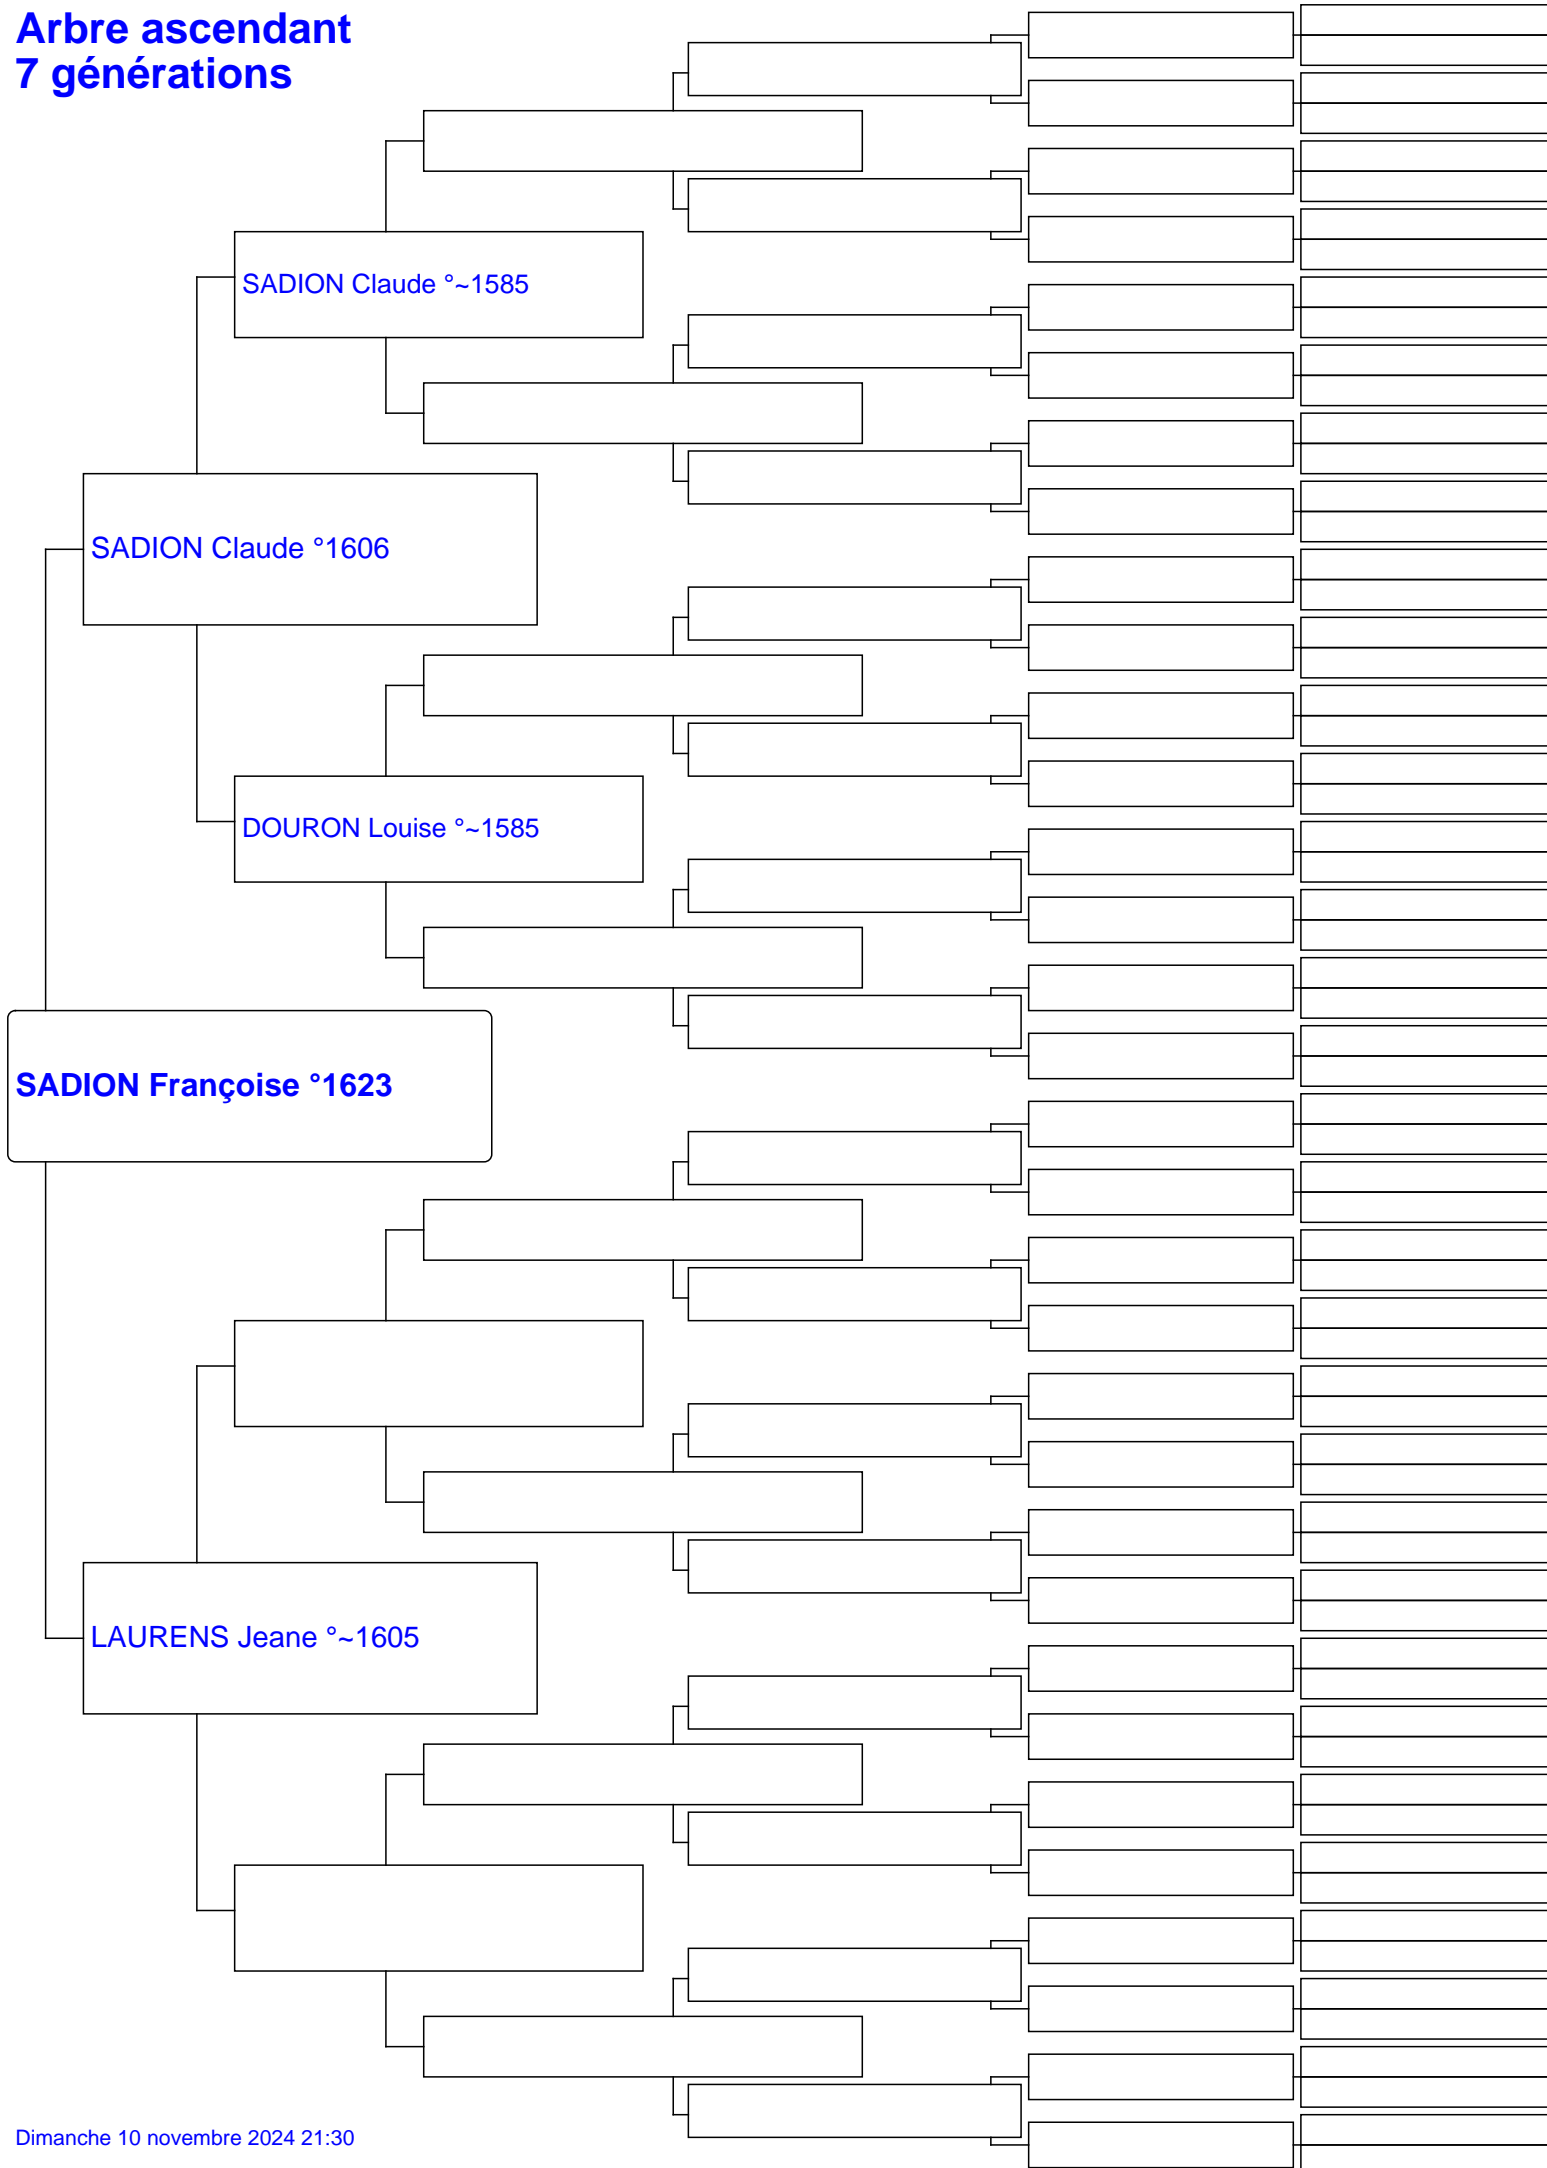 Arbre ascendant
7 générations
SADION Claude °~1585
SADION Claude °1606
DOURON Louise °~1585
SADION Françoise °1623
LAURENS Jeane °~1605
Dimanche 10 novembre 2024 21:30